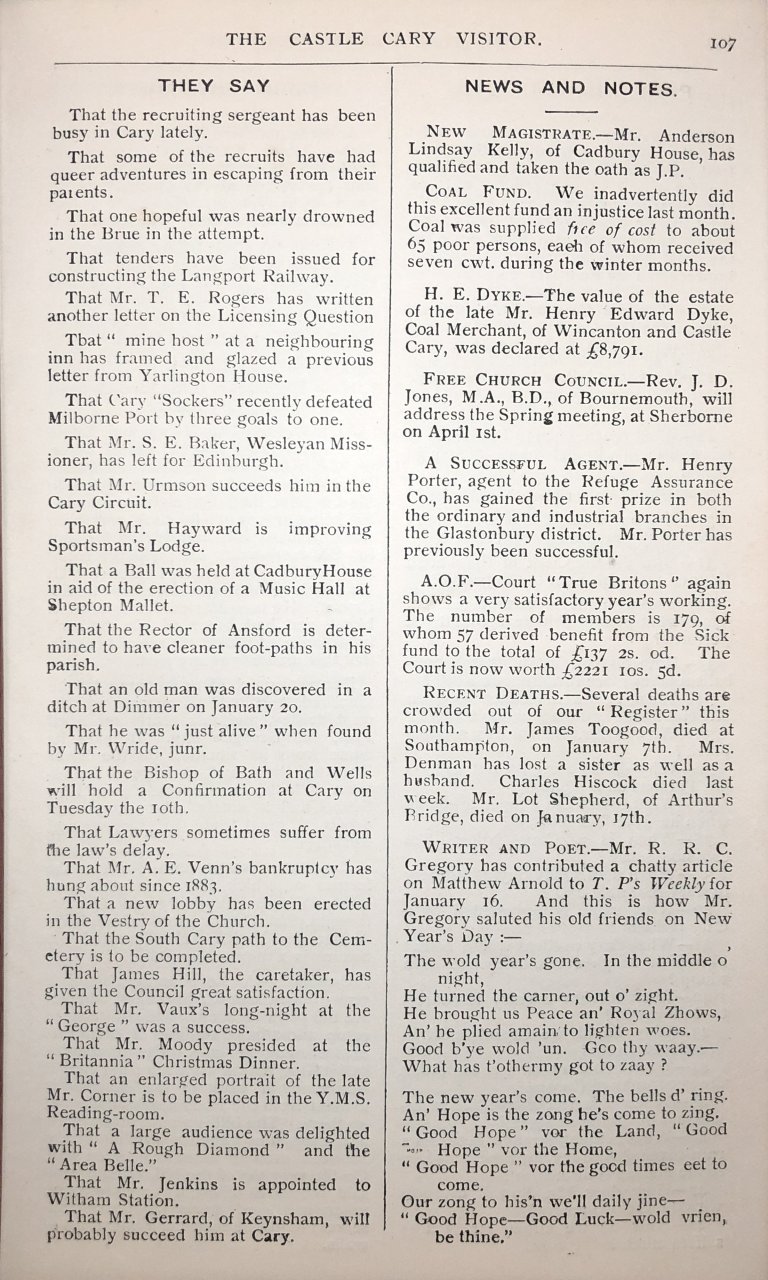 THE CASTLE CARY VISITOR.
107
THEY SAY
That the recruiting sergeant has been
busy in Cary lately.
That some of the recruits have had
queer adventures in escaping from their
parents.
That one hopeful was nearly drowned
in the Brue in the attempt.
That tenders have been issued for
constructing the Langport Railway.
That Mr. T. E. Rogers has written
another letter on the Licensing Question
Tbat “ mine host ” at a neighbouring
inn has framed and glazed a previous
letter from Yarlington House.
That Cary “Sockers” recently defeated
Milborne Port by three goals to one.
That Mr. S. E. Baker, Wesleyan Miss-
ioner, has left for Edinburgh.
That Mr. Urmson succeeds him in the
Cary Circuit.
That Mr. Hayward is improving
Sportsman's Lodge.
That a Ball was held at CadburyHouse
in aid of the erection of a Music Hall at
Shepton Mallet.
That the Rector of Ansford is deter-
mined to have cleaner foot-paths in his
parish.
That an old man was discovered in a
ditch at Dimmer on January 20.
That he was “ just alive ” when found
by Mr. Wride, junr.
That the Bishop of Bath and Wells
will hold a Confirmation at Cary on
Tuesday the 10th.
That Lawyers sometimes suffer from
the law's delay.
That Mr. A. E. Venn's bankruptcy has
hung about since 1883.
That a new lobby has been erected
in the Vestry of the Church.
That the South Cary path to the Cem-
etery is to be completed.
That James Hill, the caretaker, has
given the Council great satisfaction.
That Mr. Vaux's long-night at the
“ George ” was a success.
That Mr. Moody presided at the
“ Britannia ” Christmas Dinner.
That an enlarged portrait of the late
Mr. Corner is to be placed in the Y.M.S.
Reading-room.
That a large audience was delighted
with “ A Rough Diamond ” and the
“ Area Belle.”
That Mr. Jenkins is appointed to
Witham Station.
That Mr. Gerrard, of Keynsham, will
probably succeed him at Cary.
NEWS AND NOTES.
NEW MAGISTRATE.—Mr. Anderson
Lindsay Kelly, of Cadbury House, has
qualified and taken the oath as J.P.
COAL FUND. We inadvertently did
this excellent fund an injustice last month.
Coal was supplied free of cost to about
65 poor persons, each of whom received
seven cwt. during the winter months.
H. E. DYKE.—The value of the estate
of the late Mr. Henry Edward Dyke,
Coal Merchant, of Wincanton and Castle
Cary, was declared at £8,791.
FREE CHURCH COUNCIL.—Rev. J. D.
Jones, M.A., B.D., of Bournemouth, will
address the Spring meeting, at Sherborne
on April 1st.
A SUCCESSFUL AGENT.—Mr. Henry
Porter, agent to the Refuge Assurance
Co., has gained the first prize in both
the ordinary and industrial branches in
the Glastonbury district. Mr. Porter has
previously been successful.
A.O.F.—Court “ True Britons ” again
shows a very satisfactory year's working.
The number of members is 179, of
whom 57 derived benefit from the Sick
fund to the total of £137 2s. od. The
Court is now worth £2221 10s. 5d.
RECENT DEATHS.—Several deaths are
crowded out of our “ Register ” this
month. Mr. James Toogood, died at
Southampton, on January 7th. Mrs.
Denman has lost a sister as well as a
husband. Charles Hiscock died last
week. Mr. Lot Shepherd, of Arthur's
Bridge, died on January, 17th.
WRITER AND POET.—Mr. R. R. C.
Gregory has contributed a chatty article
on Matthew Arnold to T. P's Weekly for
January 16. And this is how Mr.
Gregory saluted his old friends on New
Year's Day :—
The wold year's gone. In the middle o'
night,
He turned the carner, out o' zight.
He brought us Peace an' Royal Zhows,
An' he plied amain, to lighten woes.
Good b'ye wold 'un. Goo thy waay.—
What has t'othermy got to zaay ?
The new year's come. The bells d' ring.
An' Hope is the zong he's come to zing.
“ Good Hope ” vor the Land, “ Good
Hope ” vor the Home,
“ Good Hope ” vor the good times eet to
come.
Our zong to his'n we'll daily jine—
“ Good Hope—Good Luck—wold vrien,
be thine.”